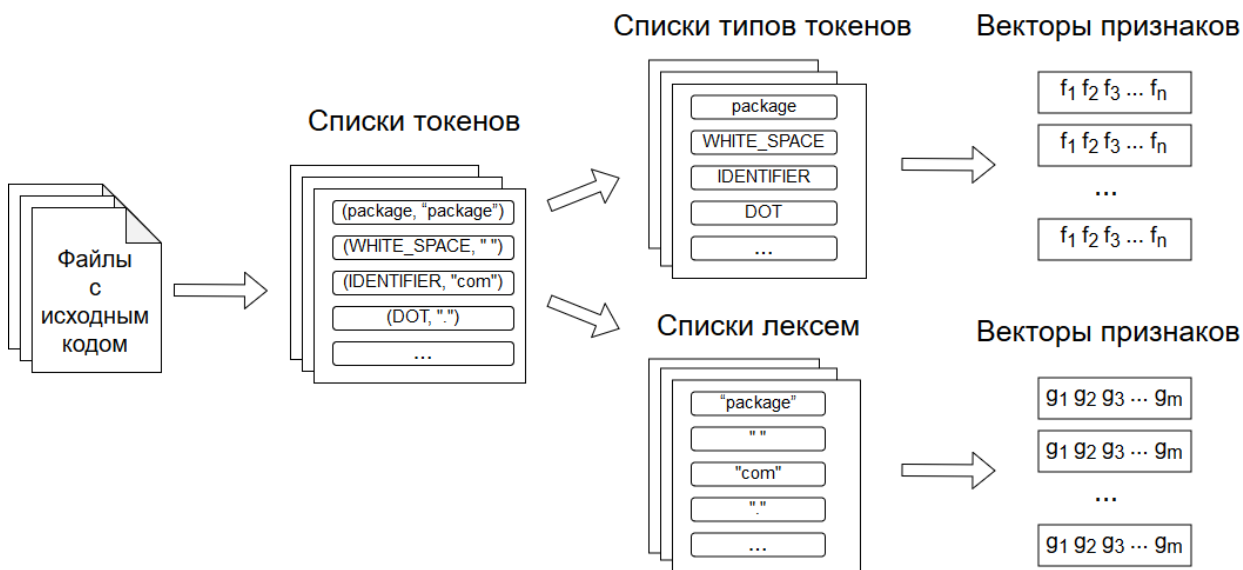 Файлы
с
исходным
кодом
Списки токенов
(package, “package”)
(WHITE_SPACE, " ")
(IDENTIFIER, "com")
(DOT, ".")
...
Списки типов токенов
package
WHITE_SPACE
IDENTIFIER
DOT
...
Векторы признаков
f1 f2 f3 ... fn
f1 f2 f3 ... fn
...
f1 f2 f3 ... fn
Списки лексем
“package”
" "
"com"
"."
...
Векторы признаков
g1 g2 g3 ... gm
g1 g2 g3 ... gm
...
g1 g2 g3 ... gm